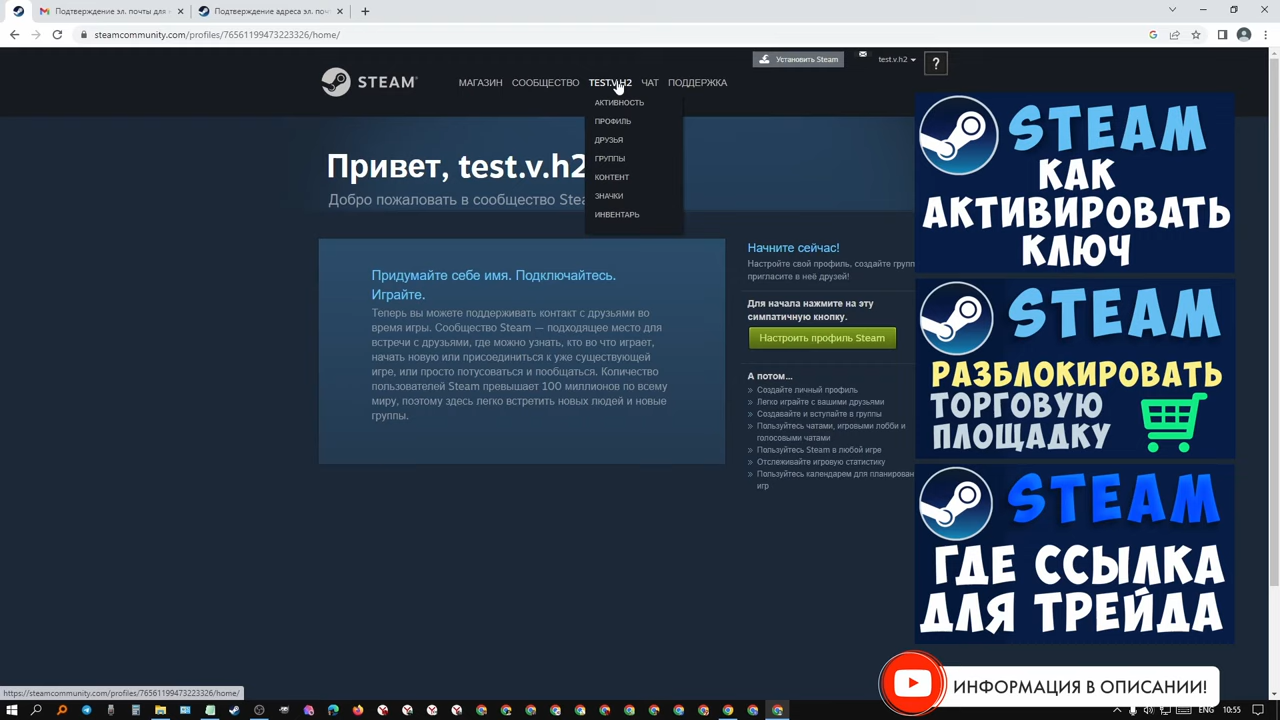 Подтверждение эл. почты для
Подтверждение адреса эл. поч
steamcommunity.com/profiles/76561199473223326/home/
Установить Steam
test.v.h2
?
STEAM
МАГАЗИН
СООБЩЕСТВО
TEST.V.H2
ЧАТ
ПОДДЕРЖКА
АКТИВНОСТЬ
ПРОФИЛЬ
ДРУЗЬЯ
ГРУППЫ
КОНТЕНТ
ЗНАЧКИ
ИНВЕНТАРЬ
Привет, test.v.h2
Добро пожаловать в сообщество Stea
Придумайте себе имя. Подключайтесь.
Играйте.
Теперь вы можете поддерживать контакт с друзьями во
время игры. Сообщество Steam — подходящее место для
встречи с друзьями, где можно узнать, кто во что играет,
начать новую или присоединиться к уже существующей
игре, или просто потусоваться и пообщаться. Количество
пользователей Steam превышает 100 миллионов по всему
миру, поэтому здесь легко встретить новых людей и новые
группы.
Начните сейчас!
Настройте свой профиль, создайте групп
пригласите в неё друзей!
Для начала нажмите на эту
симпатичную кнопку.
Настроить профиль Steam
А потом...
» Создайте личный профиль
» Легко играйте с вашими друзьями
» Создавайте и вступайте в группы
» Пользуйтесь чатами, игровыми лобби и
голосовыми чатами
» Пользуйтесь Steam в любой игре
» Отслеживайте игровую статистику
» Пользуйтесь календарем для планирован
игр
STEAM
КАК
АКТИВИРОВАТЬ
КЛЮЧ
STEAM
РАЗБЛОКИРОВАТЬ
ТОРГОВУЮ
ПЛОЩАДКУ
STEAM
ГДЕ ССЫЛКА
ДЛЯ ТРЕЙДА
ИНФОРМАЦИЯ В ОПИСАНИИ!
https://steamcommunity.com/profiles/76561199473223326/home/
ENG
10:55